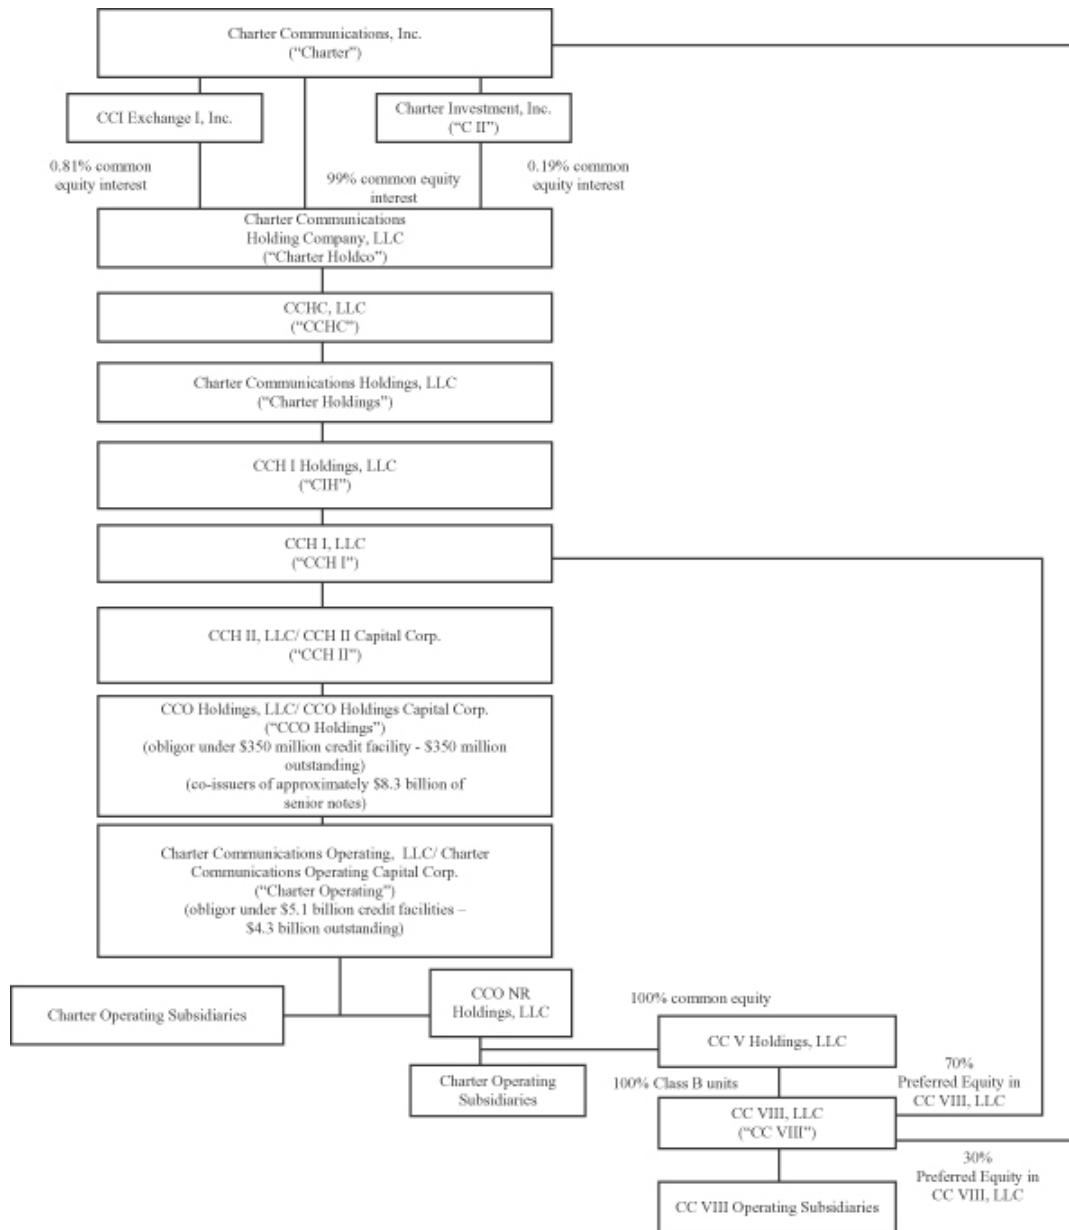 Charter Communications, Inc.
(“Charter”)
CCI Exchange I, Inc.
Charter Investment, Inc.
(“C II”)
0.81% common
equity interest
99% common equity
interest
0.19% common
equity interest
Charter Communications
Holding Company, LLC
(“Charter Holdco”)
CCHC, LLC
(“CCHC”)
Charter Communications Holdings, LLC
(“Charter Holdings”)
CCH I Holdings, LLC
(“CIH”)
CCH I, LLC
(“CCH I”)
CCH II, LLC/ CCH II Capital Corp.
(“CCH II”)
CCO Holdings, LLC/ CCO Holdings Capital Corp.
(“CCO Holdings”)
(obligor under $350 million credit facility - $350 million
outstanding)
(co-issuers of approximately $8.3 billion of
senior notes)
Charter Communications Operating, LLC/ Charter
Communications Operating Capital Corp.
(“Charter Operating”)
(obligor under $5.1 billion credit facilities –
$4.3 billion outstanding)
Charter Operating Subsidiaries
CCO NR
Holdings, LLC
100% common equity
CC V Holdings, LLC
Charter Operating
Subsidiaries
100% Class B units
70%
Preferred Equity in
CC VIII, LLC
CC VIII, LLC
(“CC VIII”)
30%
Preferred Equity in
CC VIII, LLC
CC VIII Operating Subsidiaries